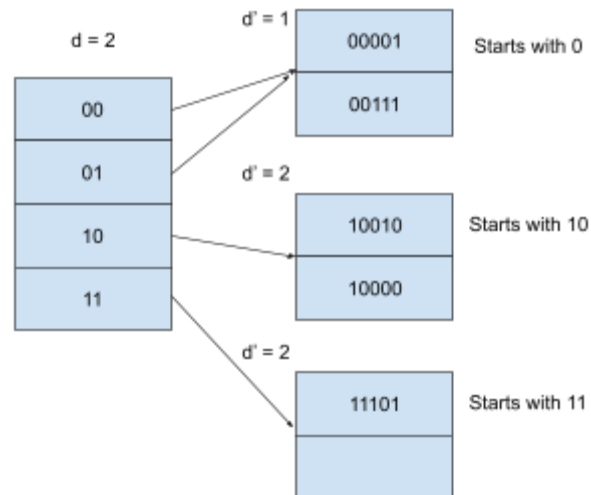 d = 2
00
01
10
11
d' = 1
00001
00111
Starts with 0
d' = 2
10010
10000
Starts with 10
d' = 2
11101
Starts with 11